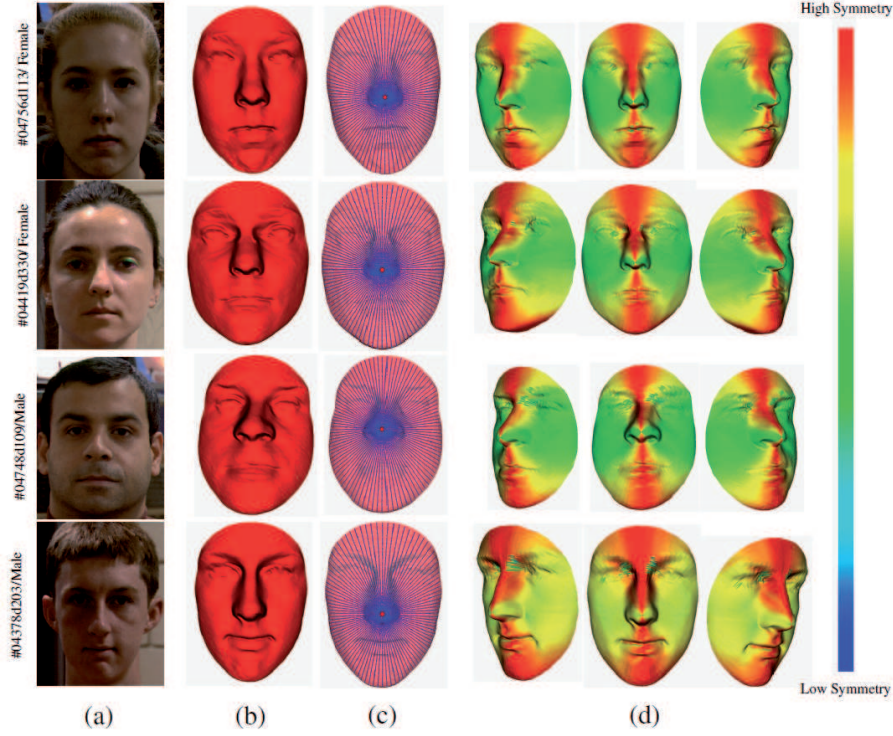 High Symmetry
#04756d113/ Female
#04419d330/ Female
#04748d109/Male
#04378d203/Male
Low Symmetry
(a)
(b)
(c)
(d)